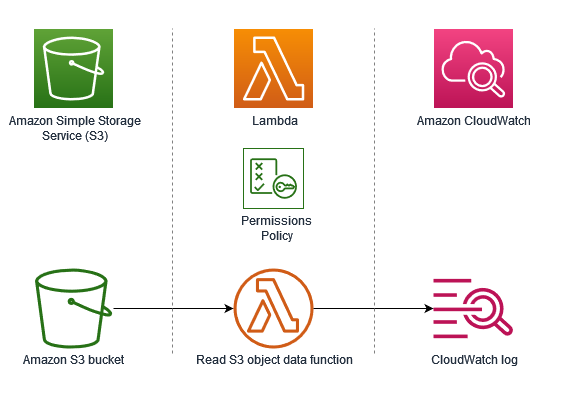 Amazon Simple Storage
Service (S3)
Lambda
Amazon CloudWatch
Permissions
Policy
Amazon S3 bucket
Read S3 object data function
CloudWatch log